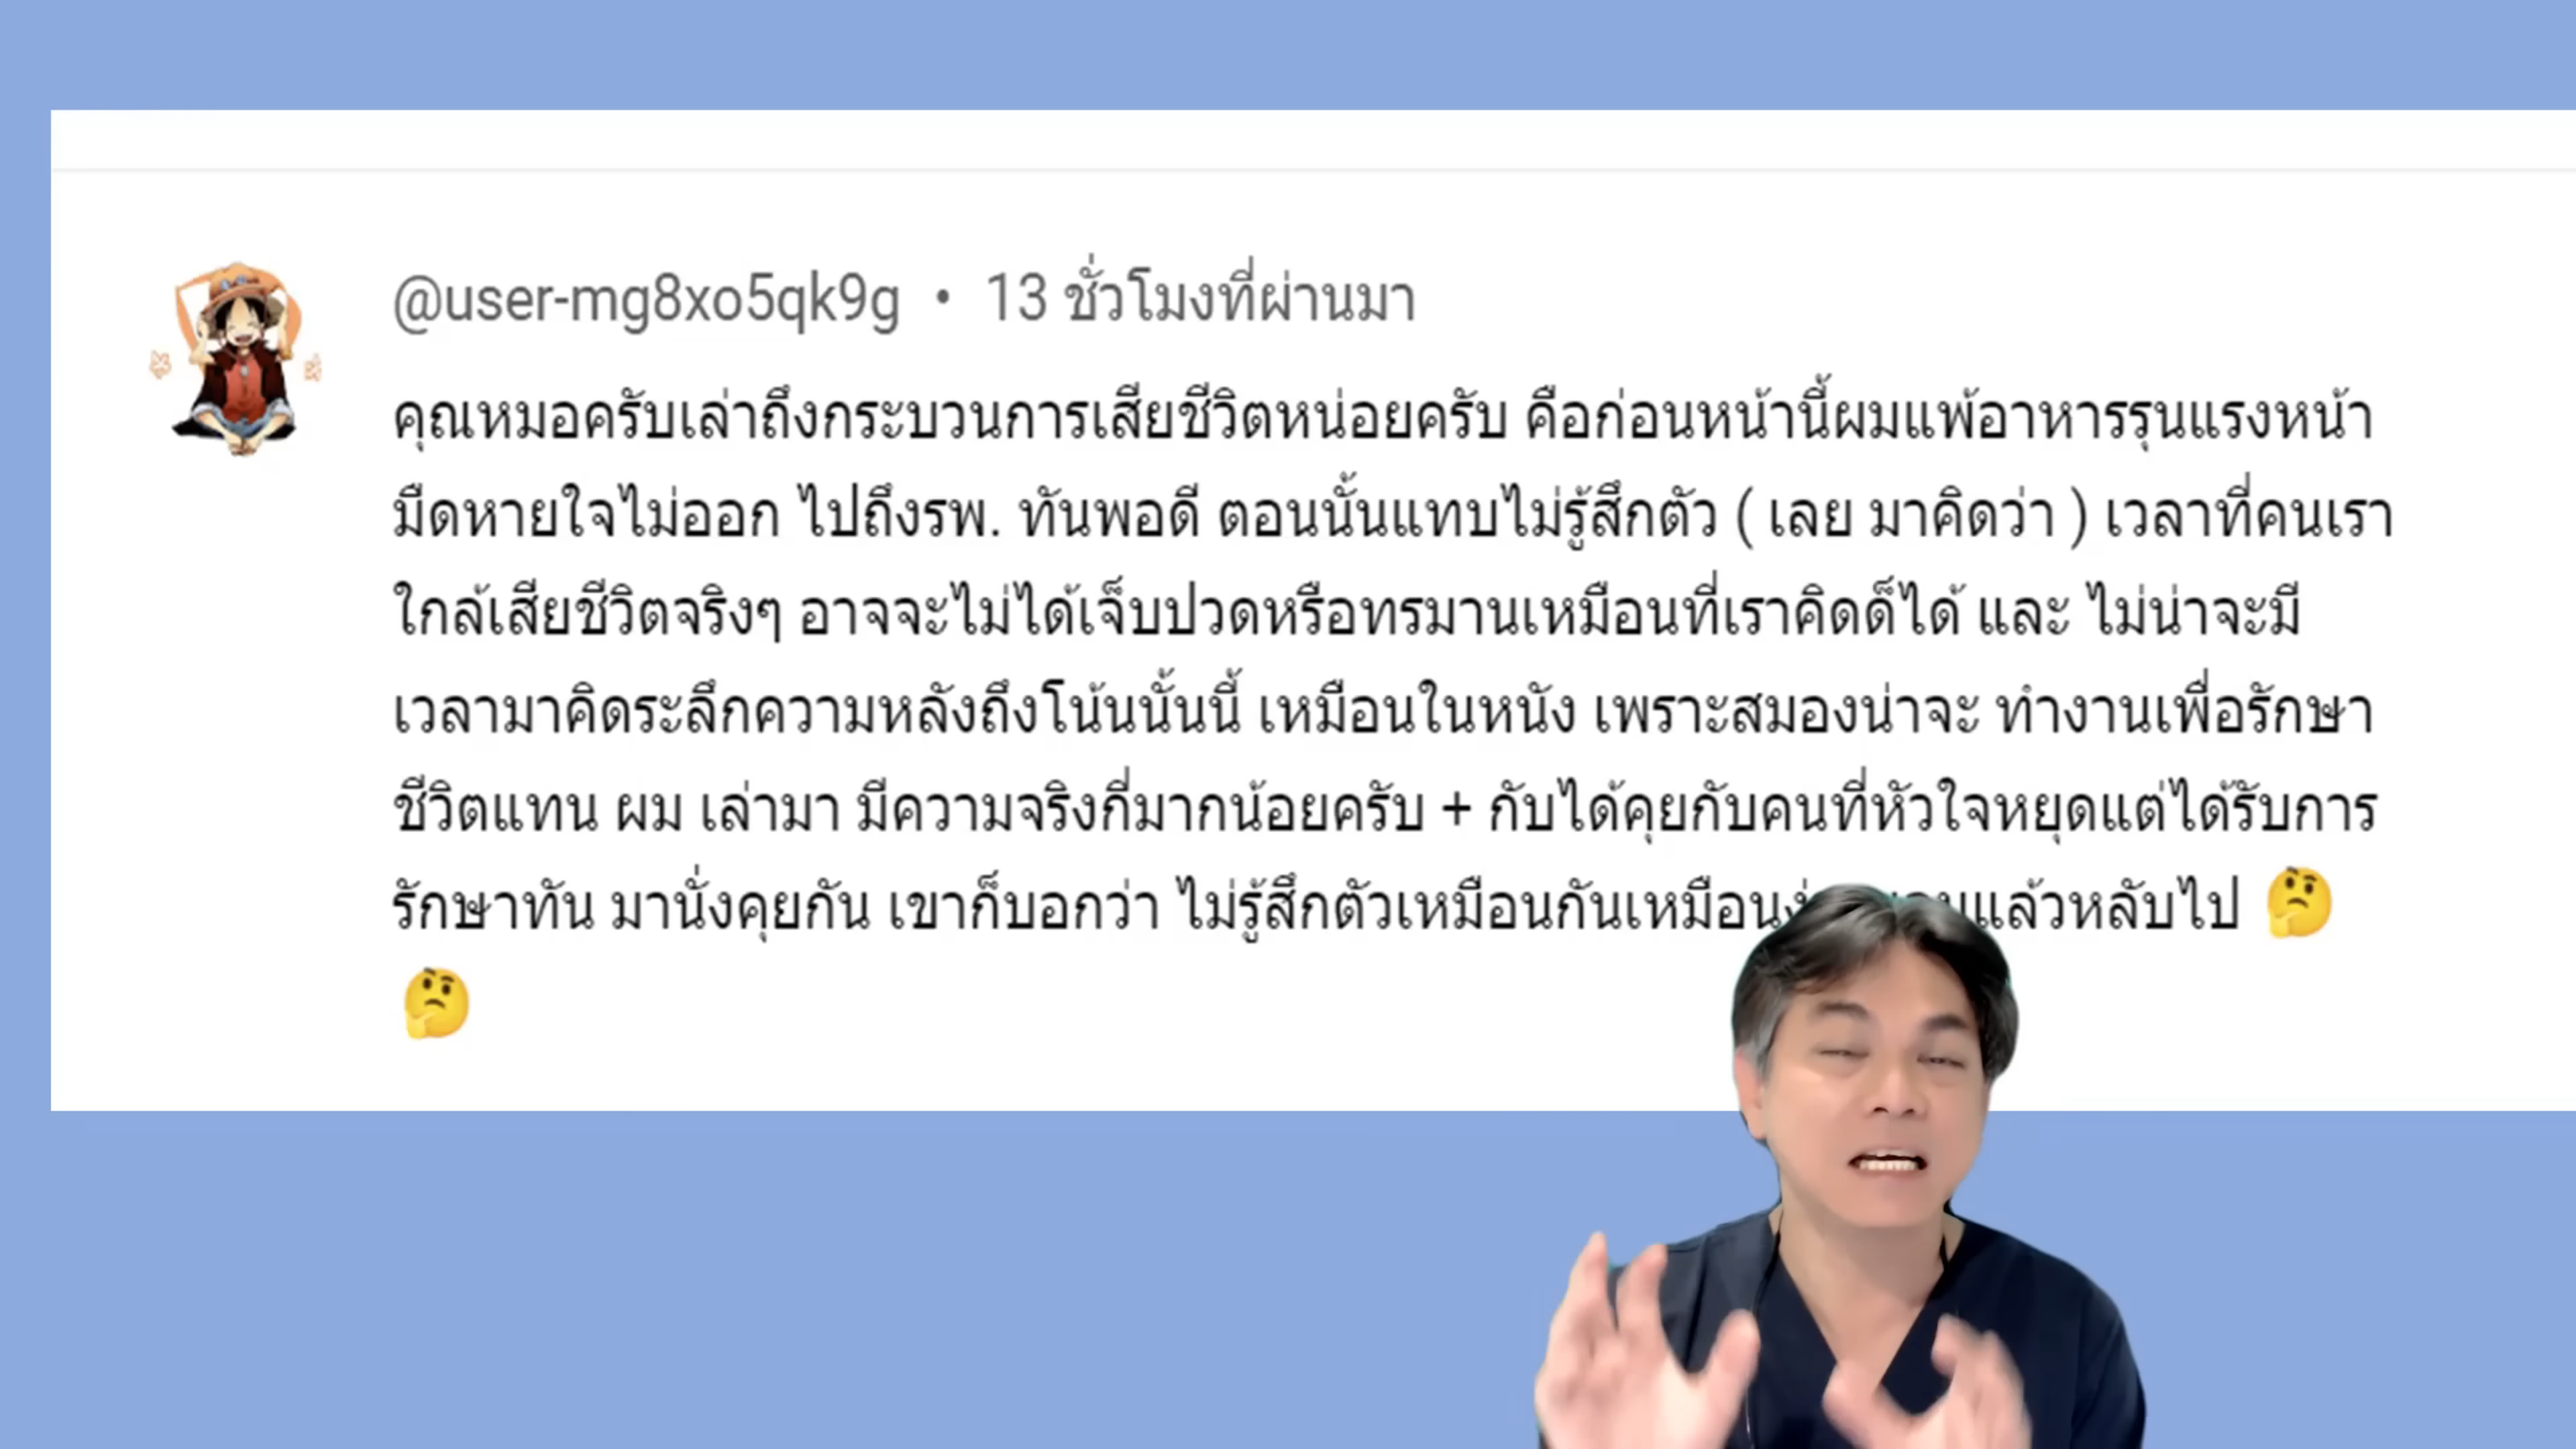 @user-mg8xo5qk9g • 13 ชั่วโมงที่ผ่านมา
คุณหมอครับเล่าถึงกระบวนการเสียชีวิตหน่อยครับ คือก่อนหน้านี้ผมแพ้อาหารรุนแรงหน้า
มืดหายใจไม่ออก ไปถึงรพ. ทันพอดี ตอนนั้นแทบไม่รู้สึกตัว ( เลย มาคิดว่า ) เวลาที่คนเรา
ใกล้เสียชีวิตจริงๆ อาจจะไม่ได้เจ็บปวดหรือทรมานเหมือนที่เราคิดด็ได้ และ ไม่น่าจะมี
เวลามาคิดระลึกความหลังถึงโน้นนั้นนี้ เหมือนในหนัง เพราะสมองน่าจะ ทำงานเพื่อรักษา
ชีวิตแทน ผม เล่ามา มีความจริงกี่มากน้อยครับ + กับได้คุยกับคนที่หัวใจหยุดแต่ได้รับการ
รักษาทัน มานั่งคุยกัน เขาก็บอกว่า ไม่รู้สึกตัวเหมือนกันเหมือน แล้วหลับไป 🤔
🤔